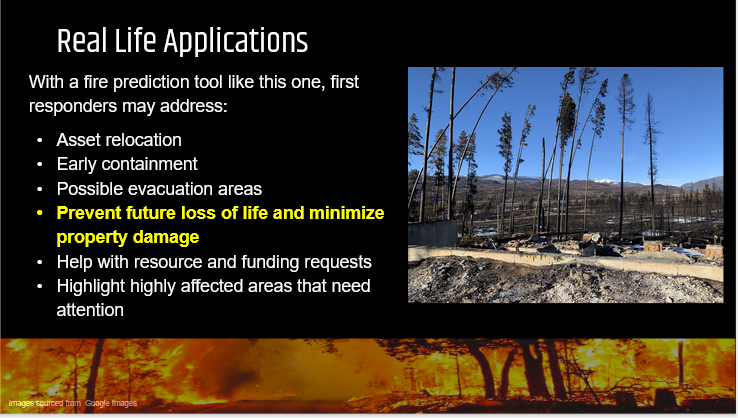 Real Life Applications
With a fire prediction tool like this one, first
responders may address:
• Asset relocation
• Early containment
• Possible evacuation areas
• Prevent future loss of life and minimize
property damage
• Help with resource and funding requests
• Highlight highly affected areas that need
attention
Images sourced from Google Images